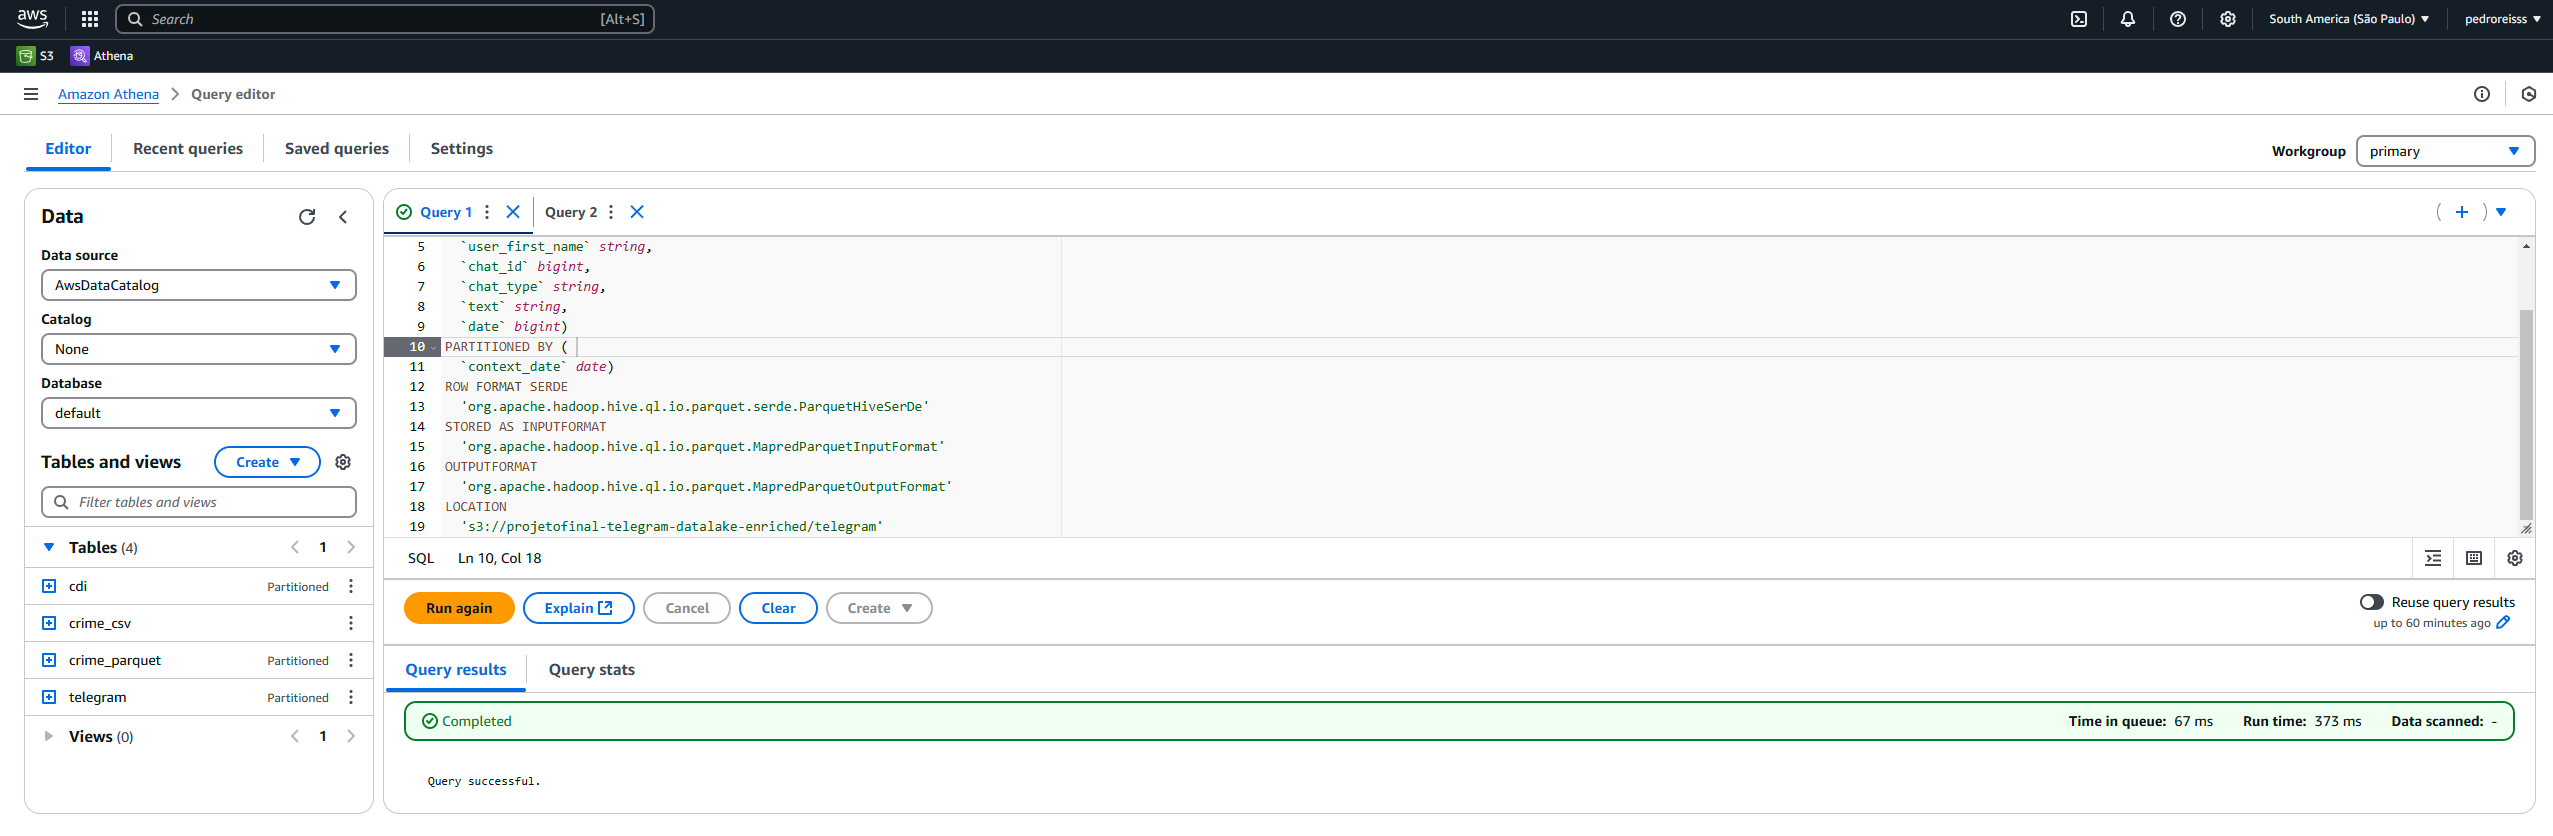 aws
Search
[Alt+S]
South America (São Paulo)
pedroreisss
S3
Athena
Amazon Athena
Query editor
Editor
Recent queries
Saved queries
Settings
Workgroup
primary
Data
Data source
AwsDataCatalog
Catalog
None
Database
default
Tables and views
Create
Filter tables and views
Tables (4)
1
cdi
Partitioned
crime_csv
crime_parquet
Partitioned
telegram
Partitioned
Views (0)
1
Query 1
Query 2
5 `user_first_name` string,
6 `chat_id` bigint,
7 `chat_type` string,
8 `text` string,
9 `date` bigint)
10 PARTITIONED BY (
11 `context_date` date)
12 ROW FORMAT SERDE
13 'org.apache.hadoop.hive.ql.io.parquet.serde.ParquetHiveSerDe'
14 STORED AS INPUTFORMAT
15 'org.apache.hadoop.hive.ql.io.parquet.MapredParquetInputFormat'
16 OUTPUTFORMAT
17 'org.apache.hadoop.hive.ql.io.parquet.MapredParquetOutputFormat'
18 LOCATION
19 's3://projetofinal-telegram-datalake-enriched/telegram'
SQL
Ln 10, Col 18
Run again
Explain
Cancel
Clear
Create
Reuse query results
up to 60 minutes ago
Query results
Query stats
Completed
Time in queue: 67 ms
Run time: 373 ms
Data scanned: -
Query successful.